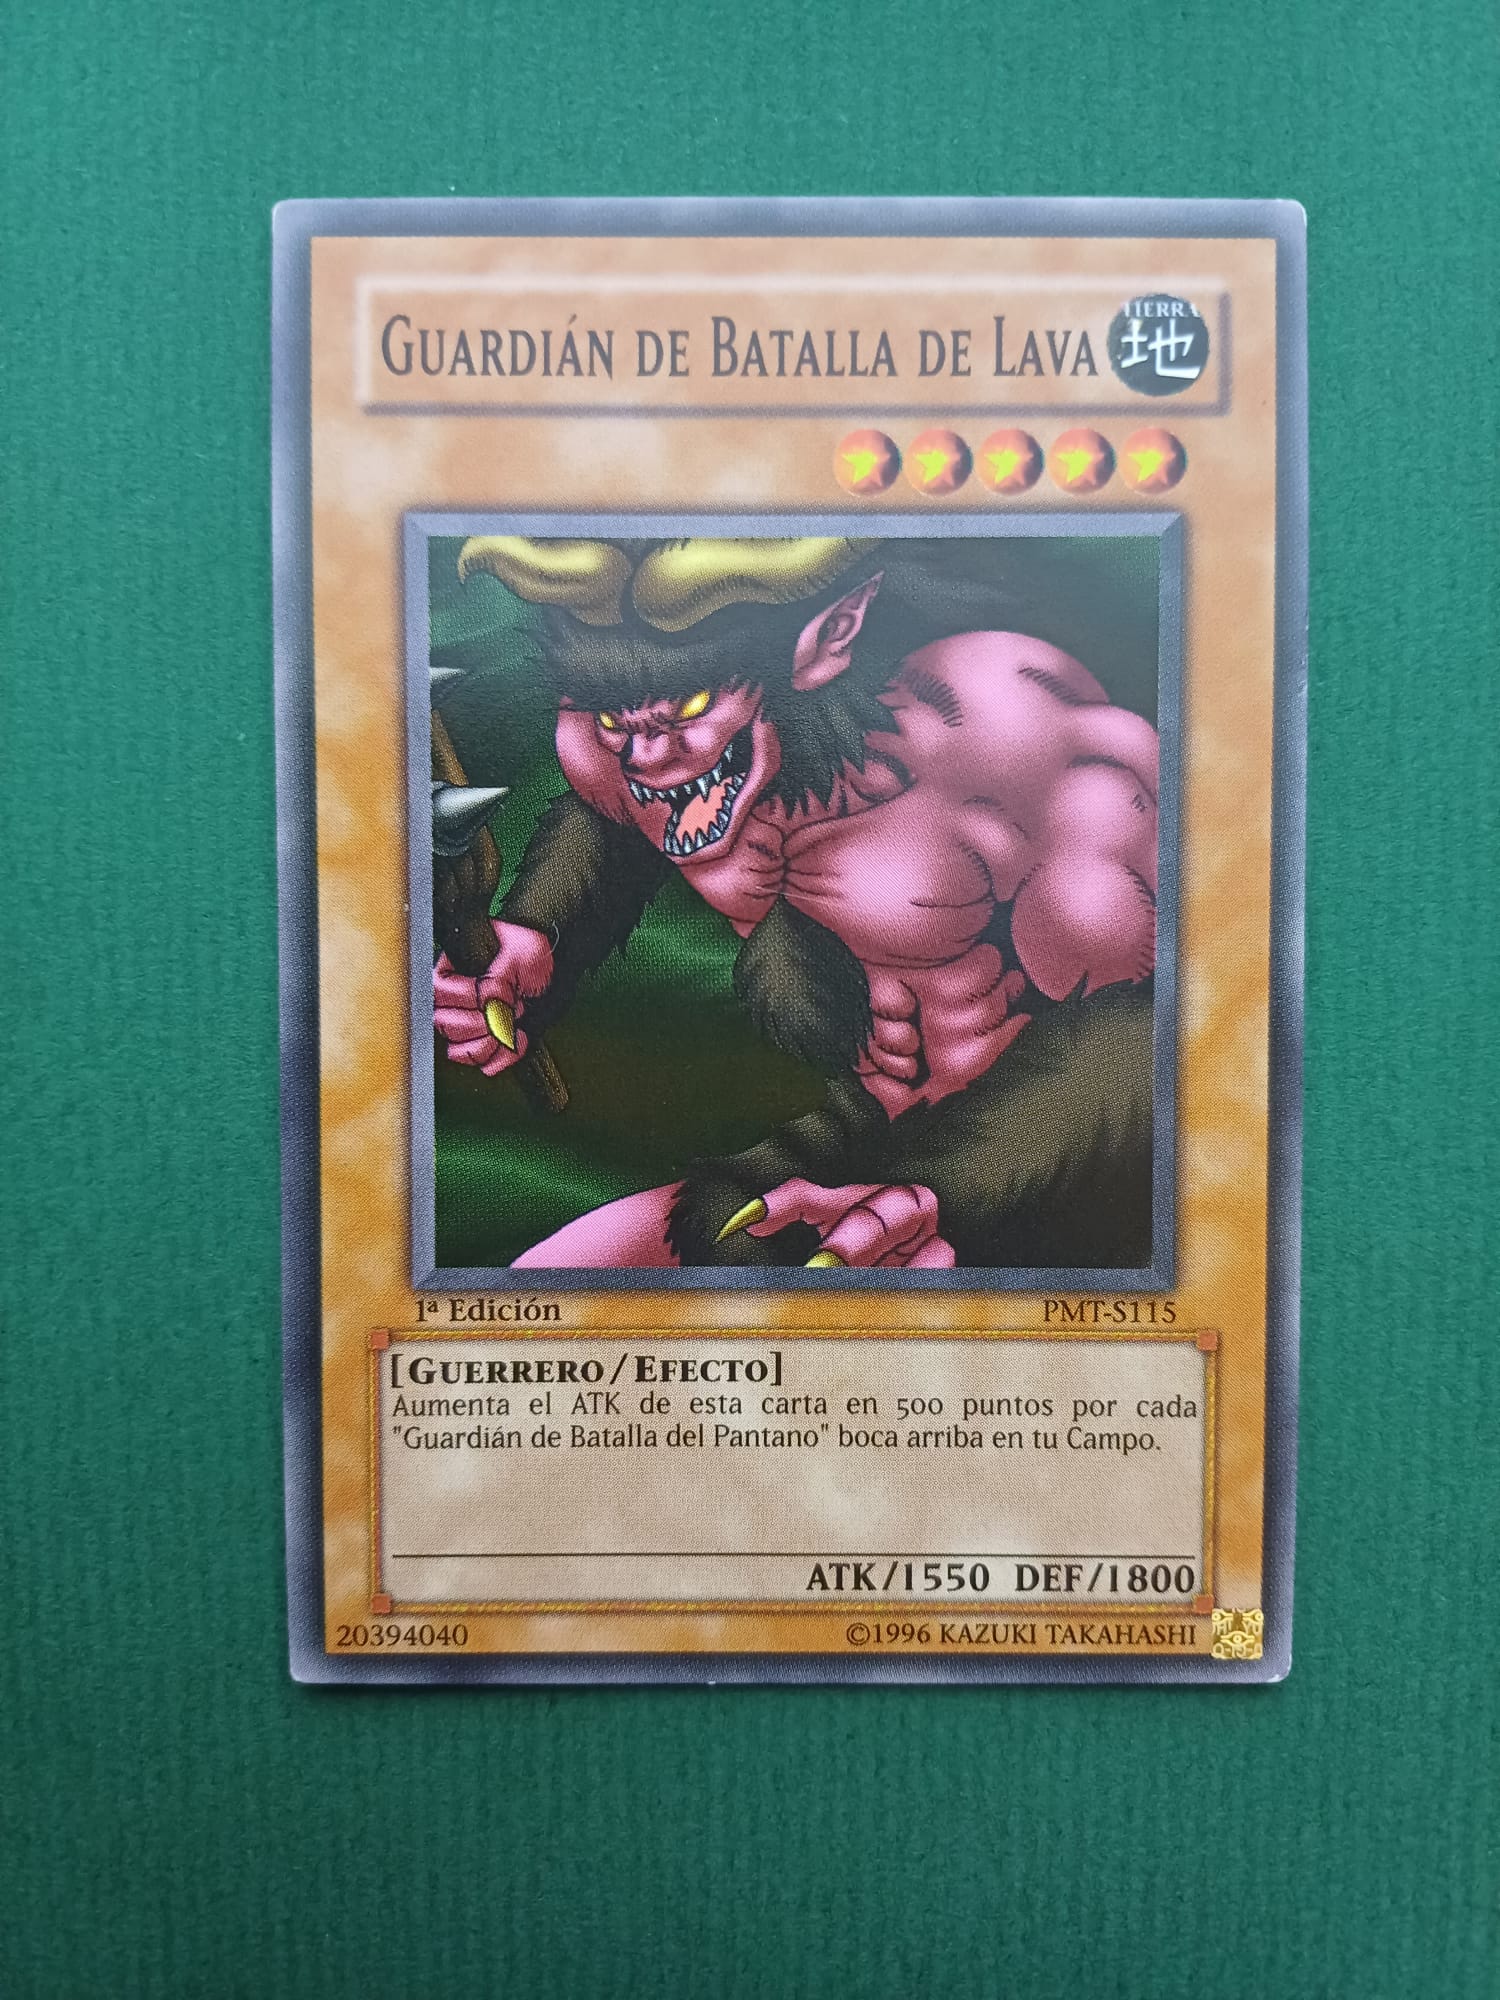 GUARDIÁN DE BATALLA DE LAVA
TIERRA
地
1ª Edición
PMT-S115
[GUERRERO/EFECTO]
Aumenta el ATK de esta carta en 500 puntos por cada
"Guardián de Batalla del Pantano" boca arriba en tu Campo.
ATK/1550 DEF/1800
20394040
©1996 KAZUKI TAKAHASHI